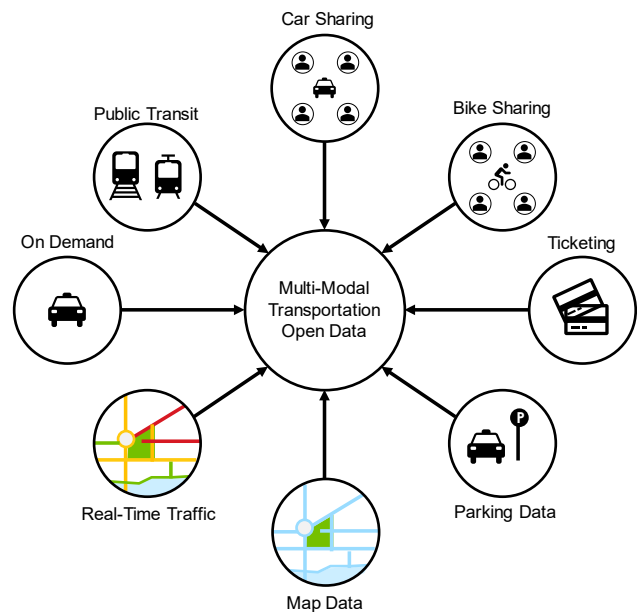 Car Sharing
Public Transit
Bike Sharing
On Demand
Ticketing
Multi-Modal
Transportation
Open Data
P
Real-Time Traffic
Parking Data
Map Data